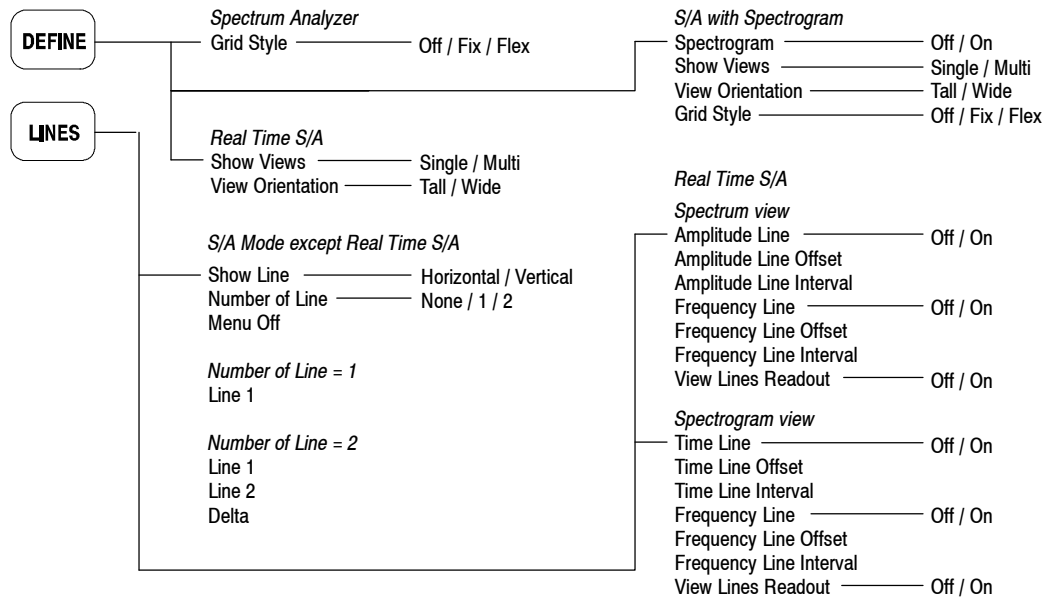 DEFINE
Spectrum Analyzer
Grid Style Off / Fix / Flex
Real Time S/A
Show Views Single / Multi
View Orientation Tall / Wide
S/A with Spectrogram
Spectrogram Off / On
Show Views Single / Multi
View Orientation Tall / Wide
Grid Style Off / Fix / Flex
LINES
S/A Mode except Real Time S/A
Show Line Horizontal / Vertical
Number of Line None / 1 / 2
Menu Off
Number of Line = 1
Line 1
Number of Line = 2
Line 1
Line 2
Delta
Real Time S/A
Spectrum view
Amplitude Line Off / On
Amplitude Line Offset
Amplitude Line Interval
Frequency Line Off / On
Frequency Line Offset
Frequency Line Interval
View Lines Readout Off / On
Spectrogram view
Time Line Off / On
Time Line Offset
Time Line Interval
Frequency Line Off / On
Frequency Line Offset
Frequency Line Interval
View Lines Readout Off / On